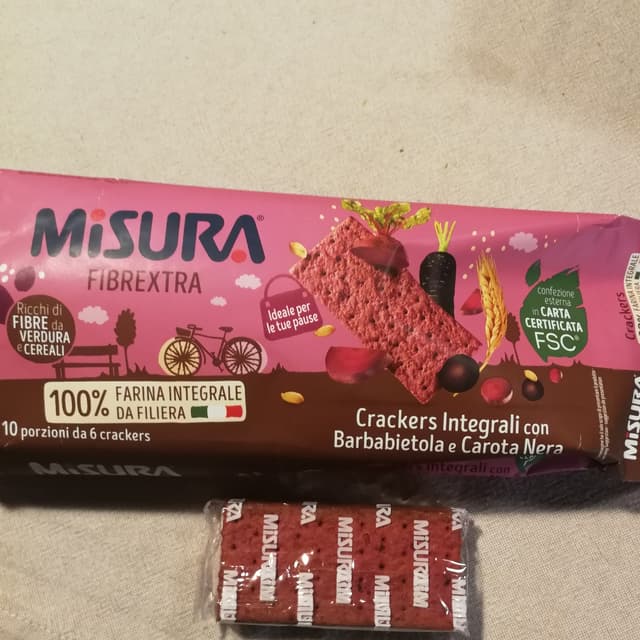 MiSURA®
FIBREXTRA
Ricchi di
FIBRE da
VERDURA
e CEREALI
Ideale per
le tue pause
confezione
esterna
in CARTA
CERTIFICATA
FSC®
100% FARINA INTEGRALE
DA FILIERA
10 porzioni da 6 crackers
Crackers Integrali con
Barbabietola e Carota Nera
MiSURA
Crackers Integrali con
Crackers
MiSURA
MiSURA
MiSURA
MiSURA